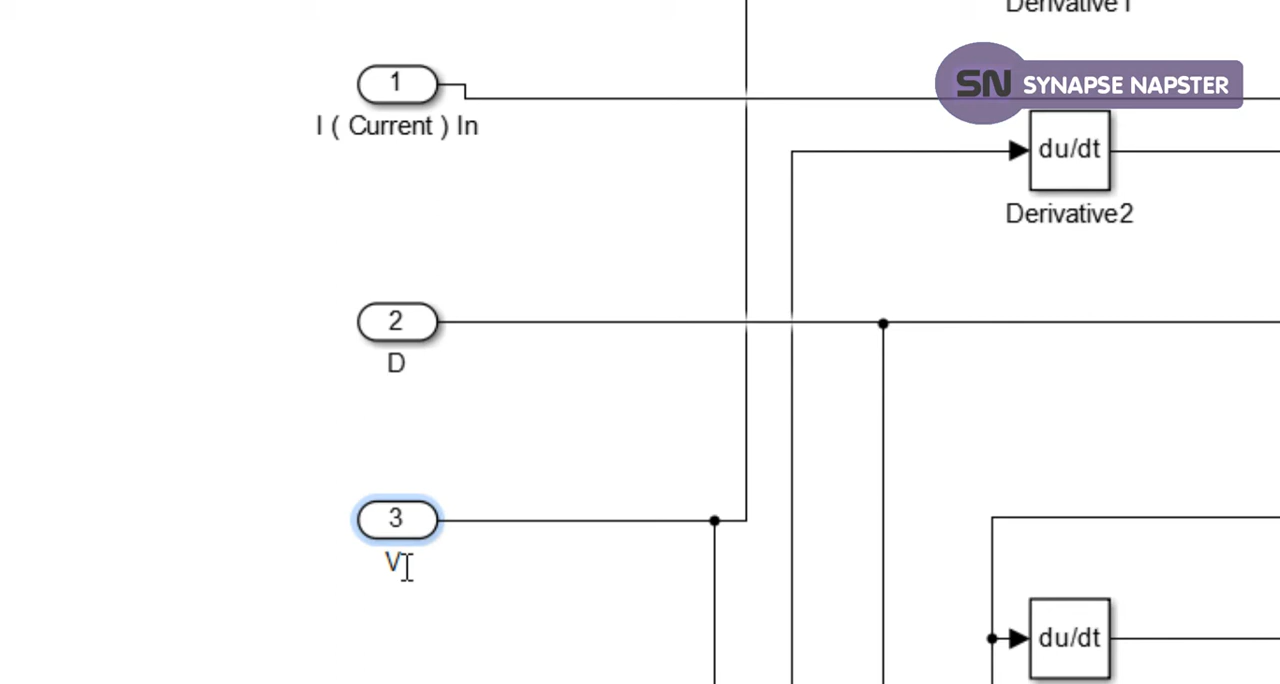 Derivative1
1
I ( Current ) In
SN SYNAPSE NAPSTER
du/dt
Derivative2
2
D
3
V
du/dt